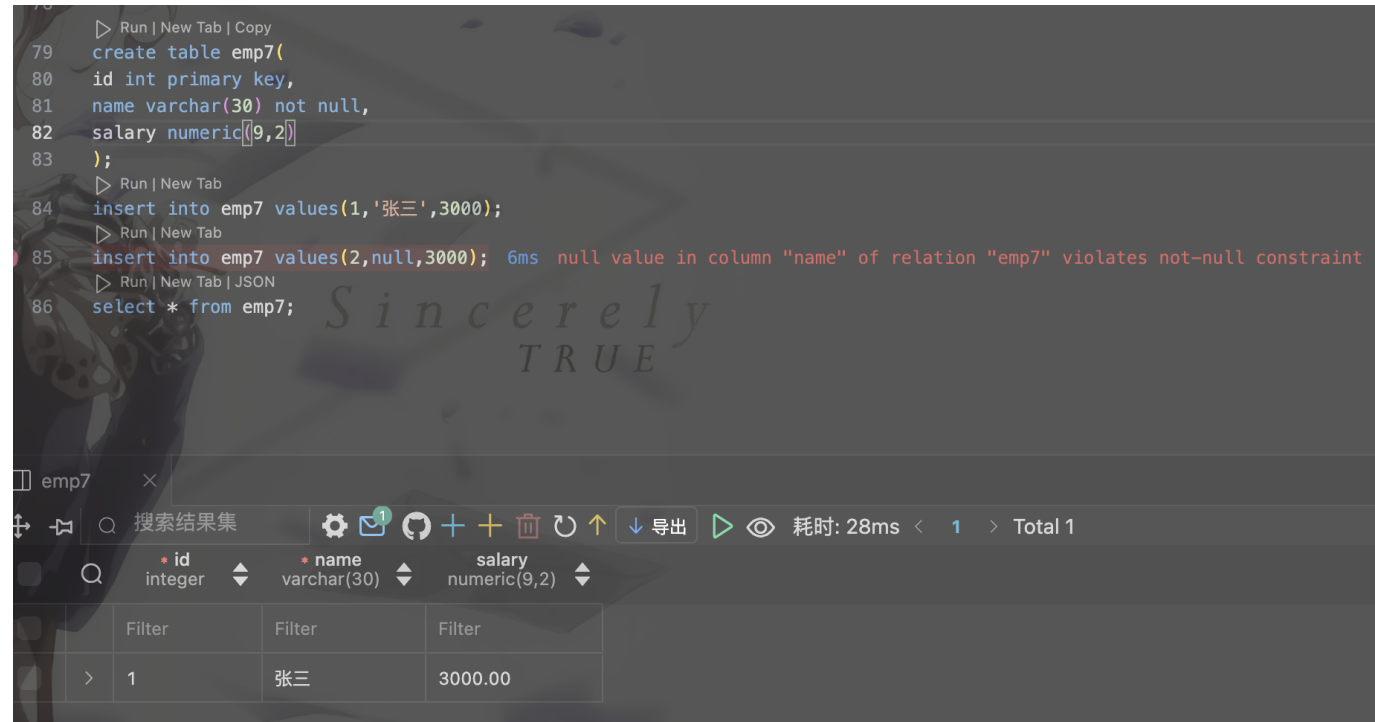 Run | New Tab | Copy
79 create table emp7(
80 id int primary key,
81 name varchar(30) not null,
82 salary numeric(9,2)
83 );
Run | New Tab
84 insert into emp7 values(1,'张三',3000);
Run | New Tab
85 insert into emp7 values(2,null,3000); 6ms null value in column "name" of relation "emp7" violates not-null constraint
Run | New Tab | JSON
86 select * from emp7;
Sincerely
TRUE
emp7
搜索结果集 1 导出 耗时: 28ms 1 Total 1
* id * name salary
integer varchar(30) numeric(9,2)
Filter Filter Filter
1 张三 3000.00